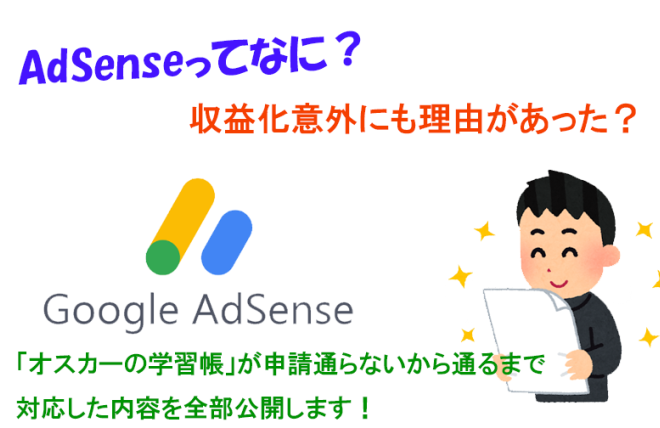 AdSenseってなに？
収益化意外にも理由があった？
Google AdSense
「オスカーの学習帳」が申請通らないから通るまで
対応した内容を全部公開します！